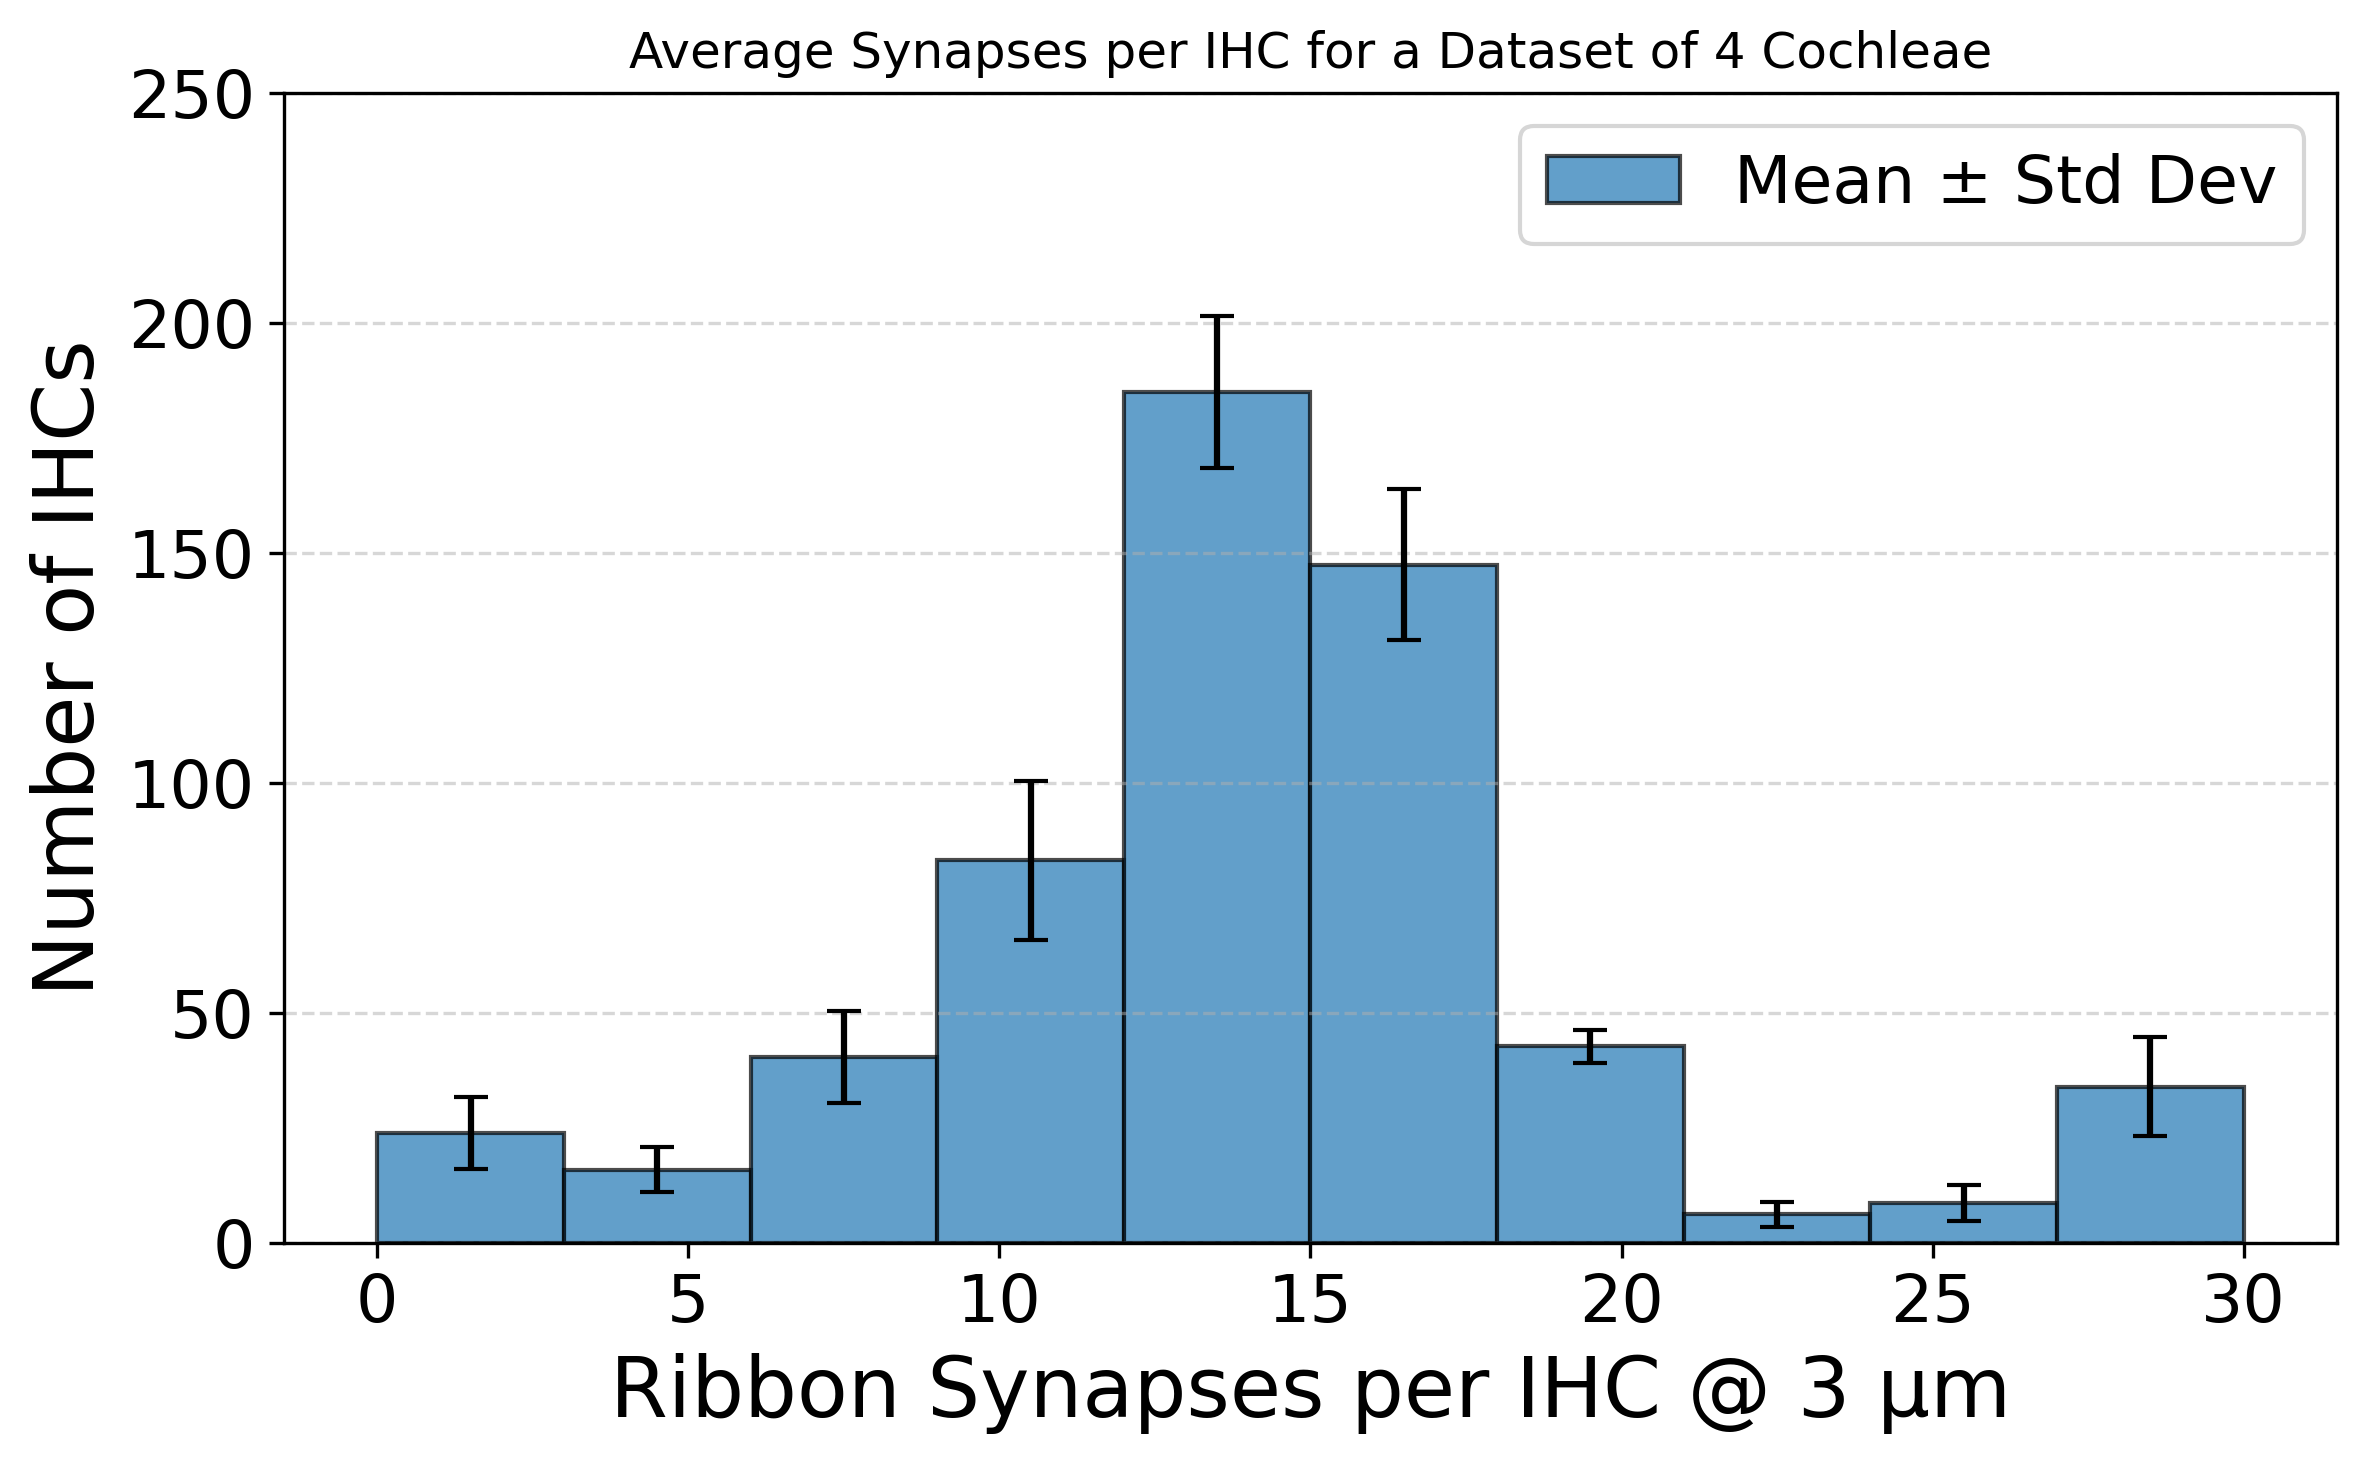 Average Synapses per IHC for a Dataset of 4 Cochleae
Mean ± Std Dev
Number of IHCs
250
200
150
100
50
0
0 5 10 15 20 25 30
Ribbon Synapses per IHC @ 3 µm